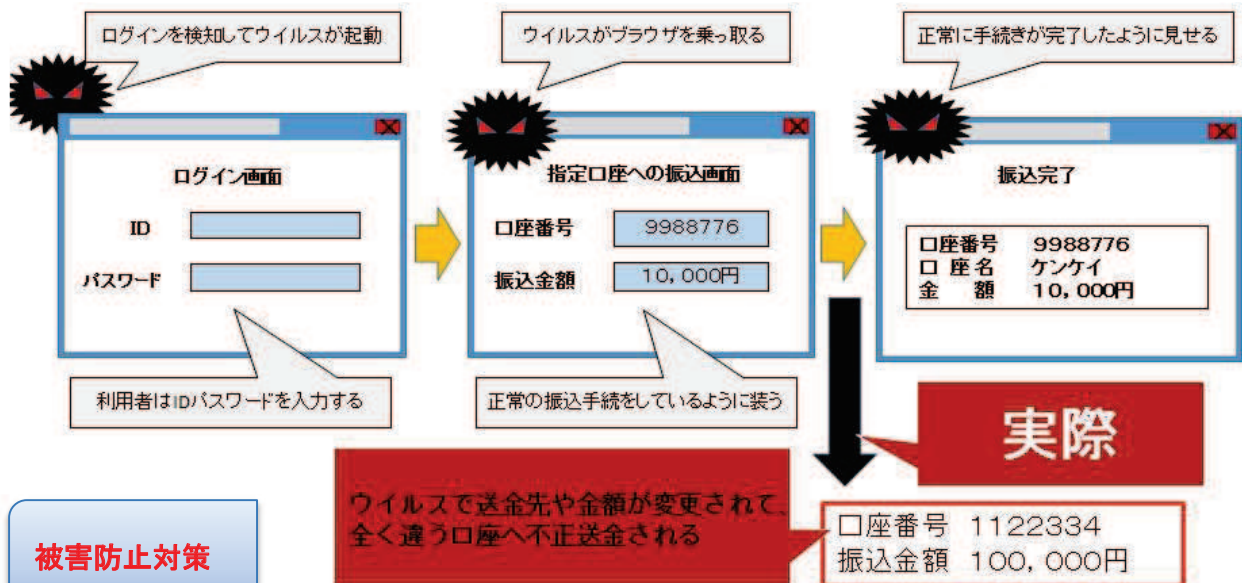 ログインを検知してウイルスが起動
ウイルスがブラウザを乗っ取る
正常に手続きが完了したように見せる
ログイン画面
ID
パスワード
利用者はIDパスワードを入力する
指定口座への振込画面
口座番号 9988776
振込金額 10,000円
正常の振込手続をしているように装う
振込完了
口座番号 9988776
口座名 ケンケイ
金額 10,000円
実際
ウイルスで送金先や金額が変更されて、
全く違う口座へ不正送金される
口座番号 1122334
振込金額 100,000円
被害防止対策